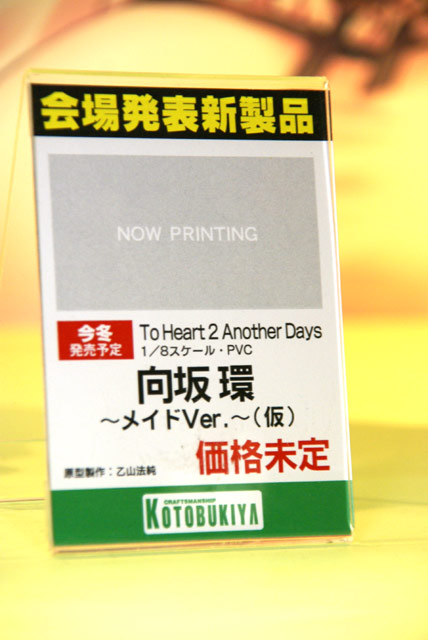 会場発表新製品
NOW PRINTING
今冬
発売予定
To Heart 2 Another Days
1/8スケール・PVC
向坂 環
~メイドVer.~(仮)
価格未定
原型製作:乙山法純
CRAFTSMANSHIP
KOTOBUKIYA